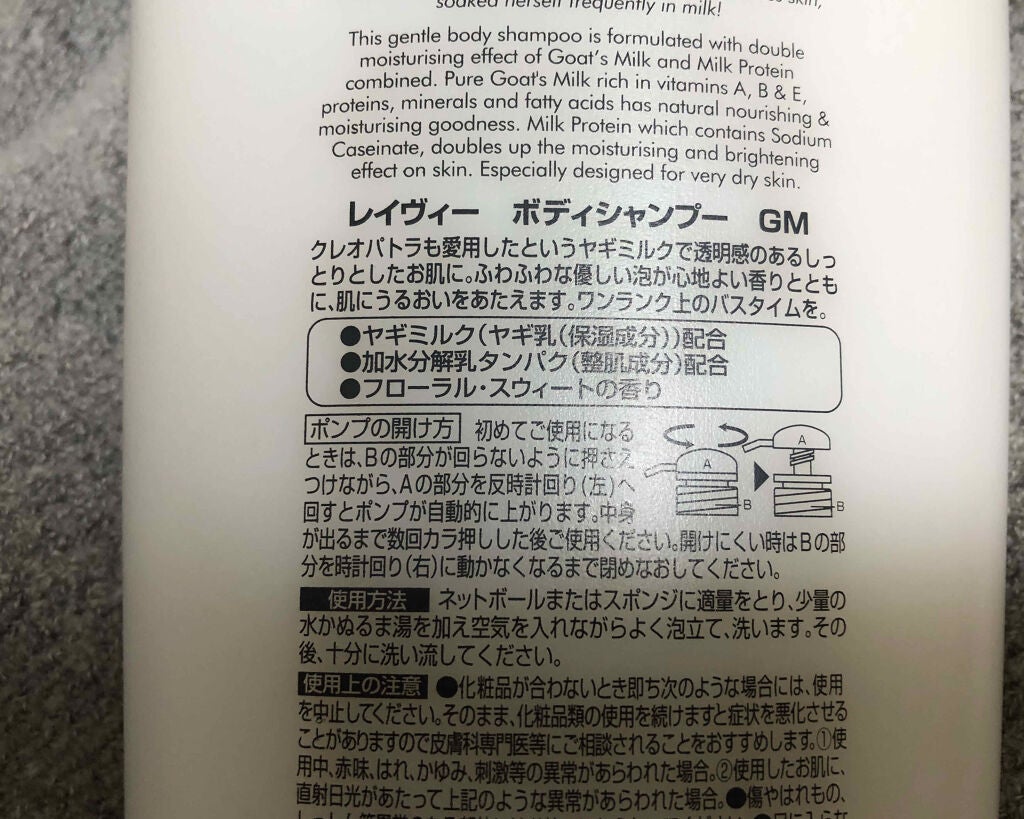 soaked herself frequently in milk!
This gentle body shampoo is formulated with double
moisturising effect of Goat's Milk and Milk Protein
combined. Pure Goat's Milk rich in vitamins A, B & E,
proteins, minerals and fatty acids has natural nourishing &
moisturising goodness. Milk Protein which contains Sodium
Caseinate, doubles up the moisturising and brightening
effect on skin. Especially designed for very dry skin.
レイヴィー ボディシャンプー GM
クレオパトラも愛用したというヤギミルクで透明感のあるしっ
とりとしたお肌に。ふわふわな優しい泡が心地よい香りととも
に、肌にうるおいをあたえます。ワンランク上のバスタイムを。
●ヤギミルク(ヤギ乳(保湿成分))配合
●加水分解乳タンパク(整肌成分)配合
●フローラル・スウィートの香り
ポンプの開け方 初めてご使用になる
ときは、Bの部分が回らないように押さえ
つけながら、Aの部分を反時計回り(左)へ
回すとポンプが自動的に上がります。中身
が出るまで数回カラ押しした後ご使用ください。開けにくい時はBの部
分を時計回り(右)に動かなくなるまで閉めなおしてください。
A
B
A
B
使用方法 ネットボールまたはスポンジに適量をとり、少量の
水かぬるま湯を加え空気を入れながらよく泡立て、洗います。その
後、十分に洗い流してください。
使用上の注意 ●化粧品が合わないとき即ち次のような場合には、使用
を中止してください。そのまま、化粧品類の使用を続けますと症状を悪化させる
ことがありますので皮膚科専門医等にご相談されることをおすすめします。①使
用中、赤味、はれ、かゆみ、刺激等の異常があらわれた場合。②使用したお肌に、
直射日光があたって上記のような異常があらわれた場合。●傷やはれもの、